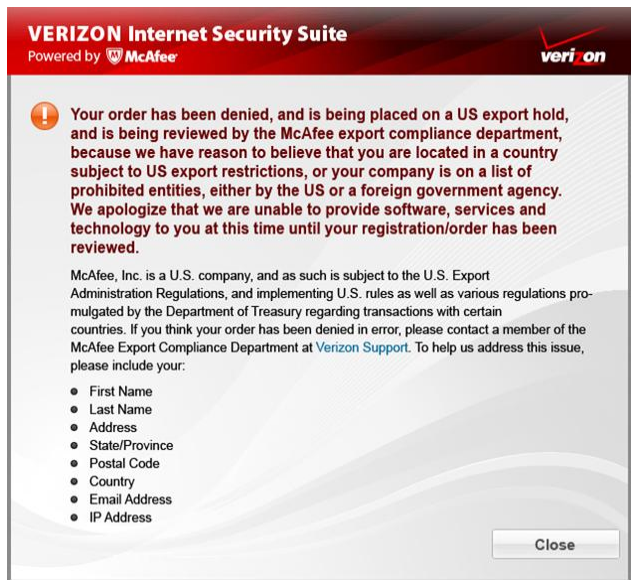 VERIZON Internet Security Suite
Powered by McAfee
verizon
Your order has been denied, and is being placed on a US export hold,
and is being reviewed by the McAfee export compliance department,
because we have reason to believe that you are located in a country
subject to US export restrictions, or your company is on a list of
prohibited entities, either by the US or a foreign government agency.
We apologize that we are unable to provide software, services and
technology to you at this time until your registration/order has been
reviewed.
McAfee, Inc. is a U.S. company, and as such is subject to the U.S. Export
Administration Regulations, and implementing U.S. rules as well as various regulations pro-
mulgated by the Department of Treasury regarding transactions with certain
countries. If you think your order has been denied in error, please contact a member of the
McAfee Export Compliance Department at Verizon Support. To help us address this issue,
please include your:
First Name
Last Name
Address
State/Province
Postal Code
Country
Email Address
IP Address
Close